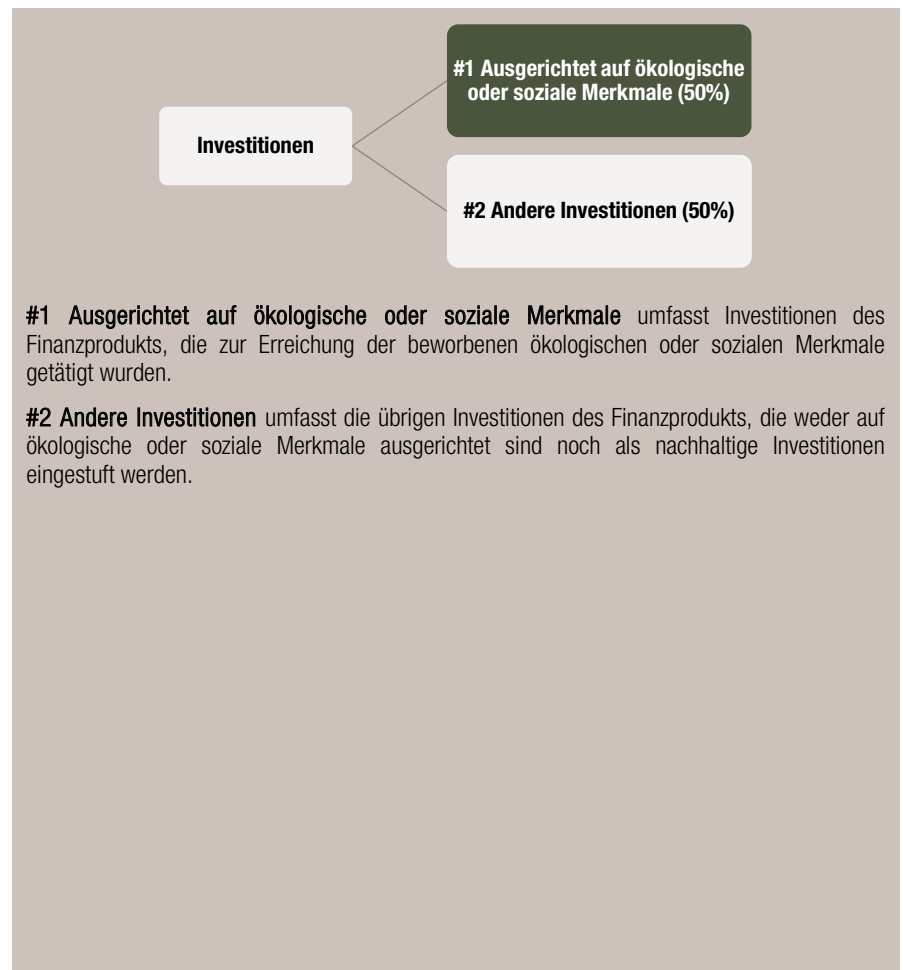 #1 Ausgerichtet auf ökologische
oder soziale Merkmale (50%)
Investitionen
#2 Andere Investitionen (50%)
#1 Ausgerichtet auf ökologische oder soziale Merkmale umfasst Investitionen des
Finanzprodukts, die zur Erreichung der beworbenen ökologischen oder sozialen Merkmale
getätigt wurden.
#2 Andere Investitionen umfasst die übrigen Investitionen des Finanzprodukts, die weder auf
ökologische oder soziale Merkmale ausgerichtet sind noch als nachhaltige Investitionen
eingestuft werden.